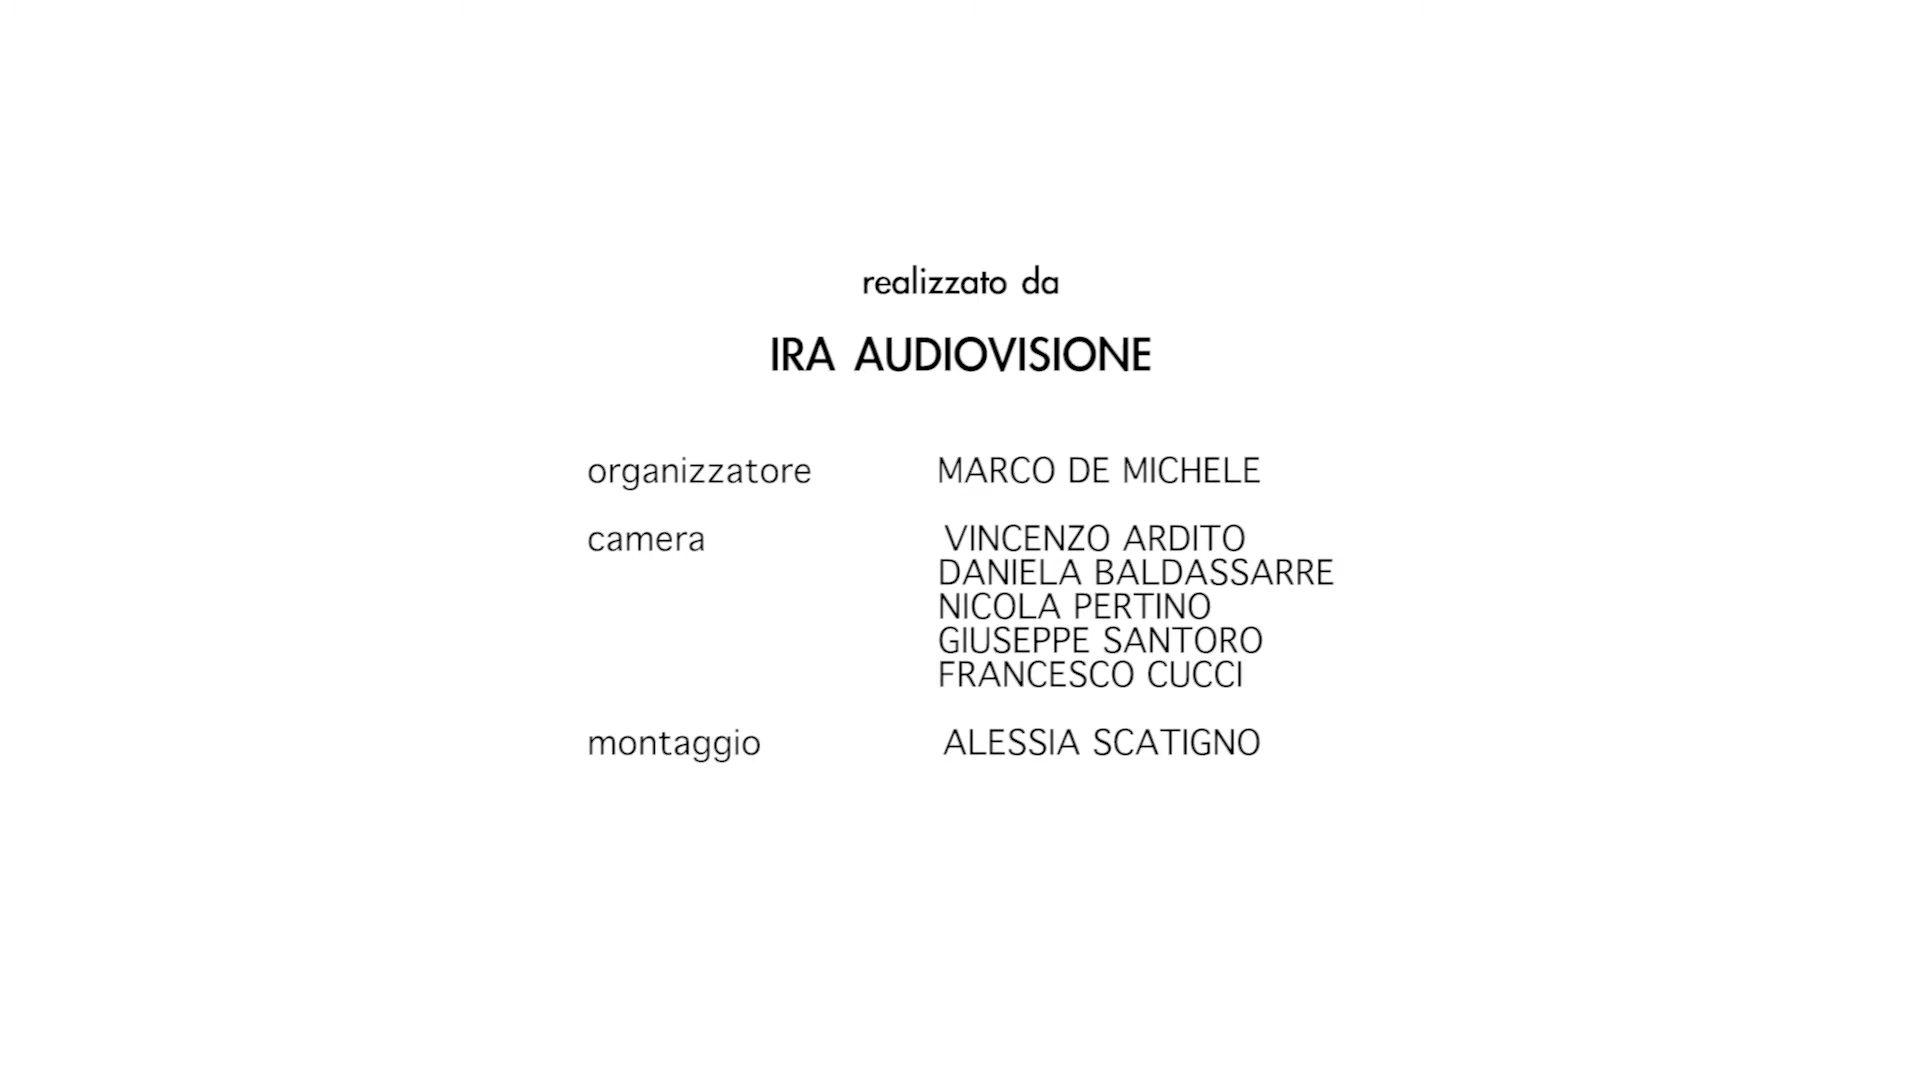 realizzato da
IRA AUDIOVISIONE
organizzatore MARCO DE MICHELE
camera VINCENZO ARDITO
DANIELA BALDASSARRE
NICOLA PERTINO
GIUSEPPE SANTORO
FRANCESCO CUCCI
montaggio ALESSIA SCATIGNO